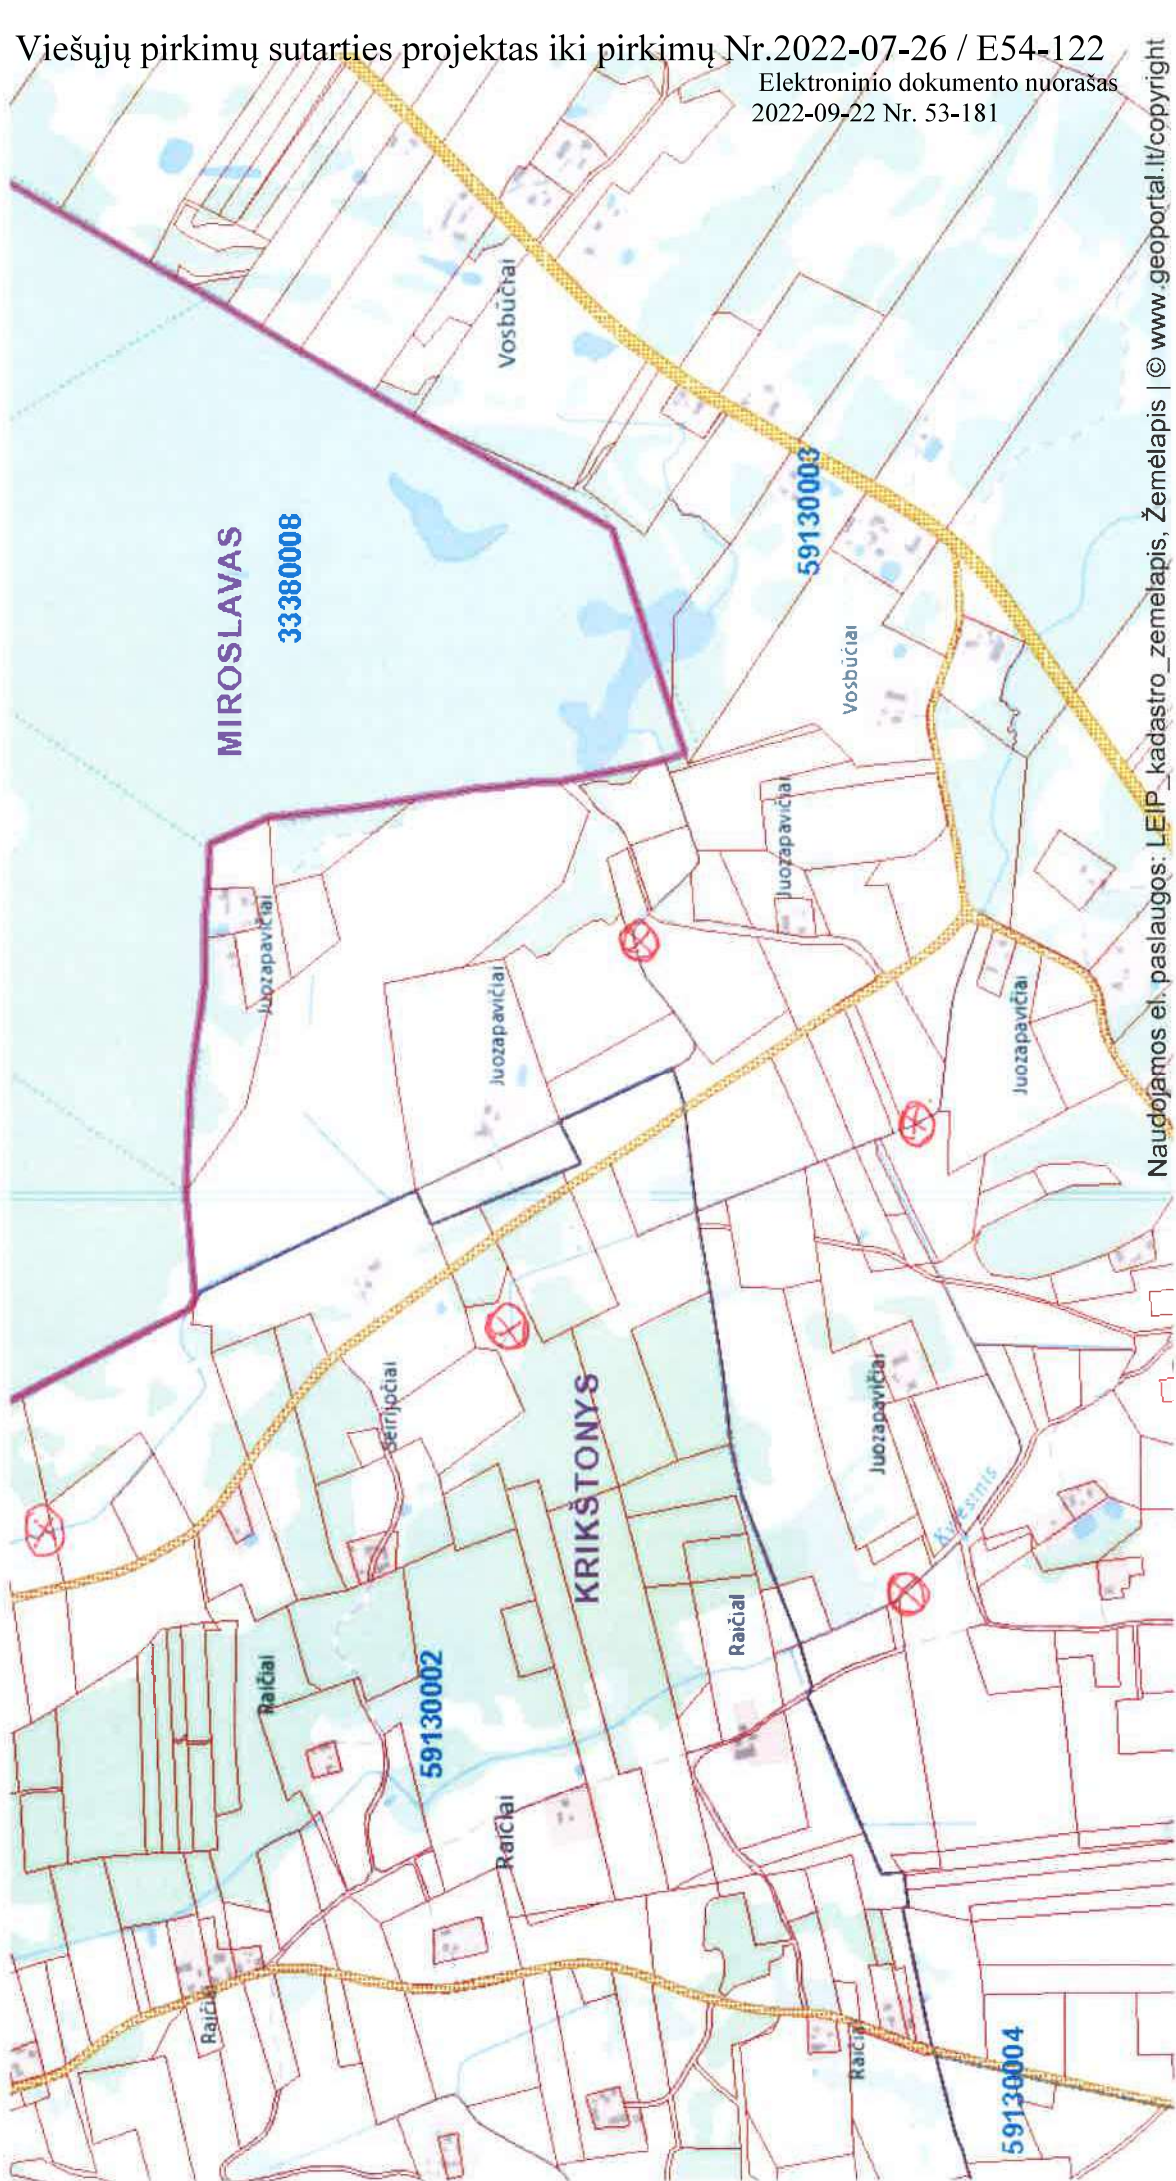 Viešųjų pirkimų sutarties projektas iki pirkimų Nr.2022-07-26 / E54-122
Elektroninio dokumento nuorašas
2022-09-22 Nr. 53-181
Vosbūčiai
MIROSLAVAS
33380008
59130003
Vosbūčiai
Juozapavičiai
Juozapavičiai
Juozapavičiai
Juozapavičiai
Šeirijočiai
KRIKŠTONYS
Juozapavičiai
Raičiai
Raičiai
59130002
Raičiai
Raičiai
Raičiai
59130004
Naudojamos el. paslaugos: LEIP_kadastro_zemelapis, Žemėlapis | © www.geoportal.lt/copyright